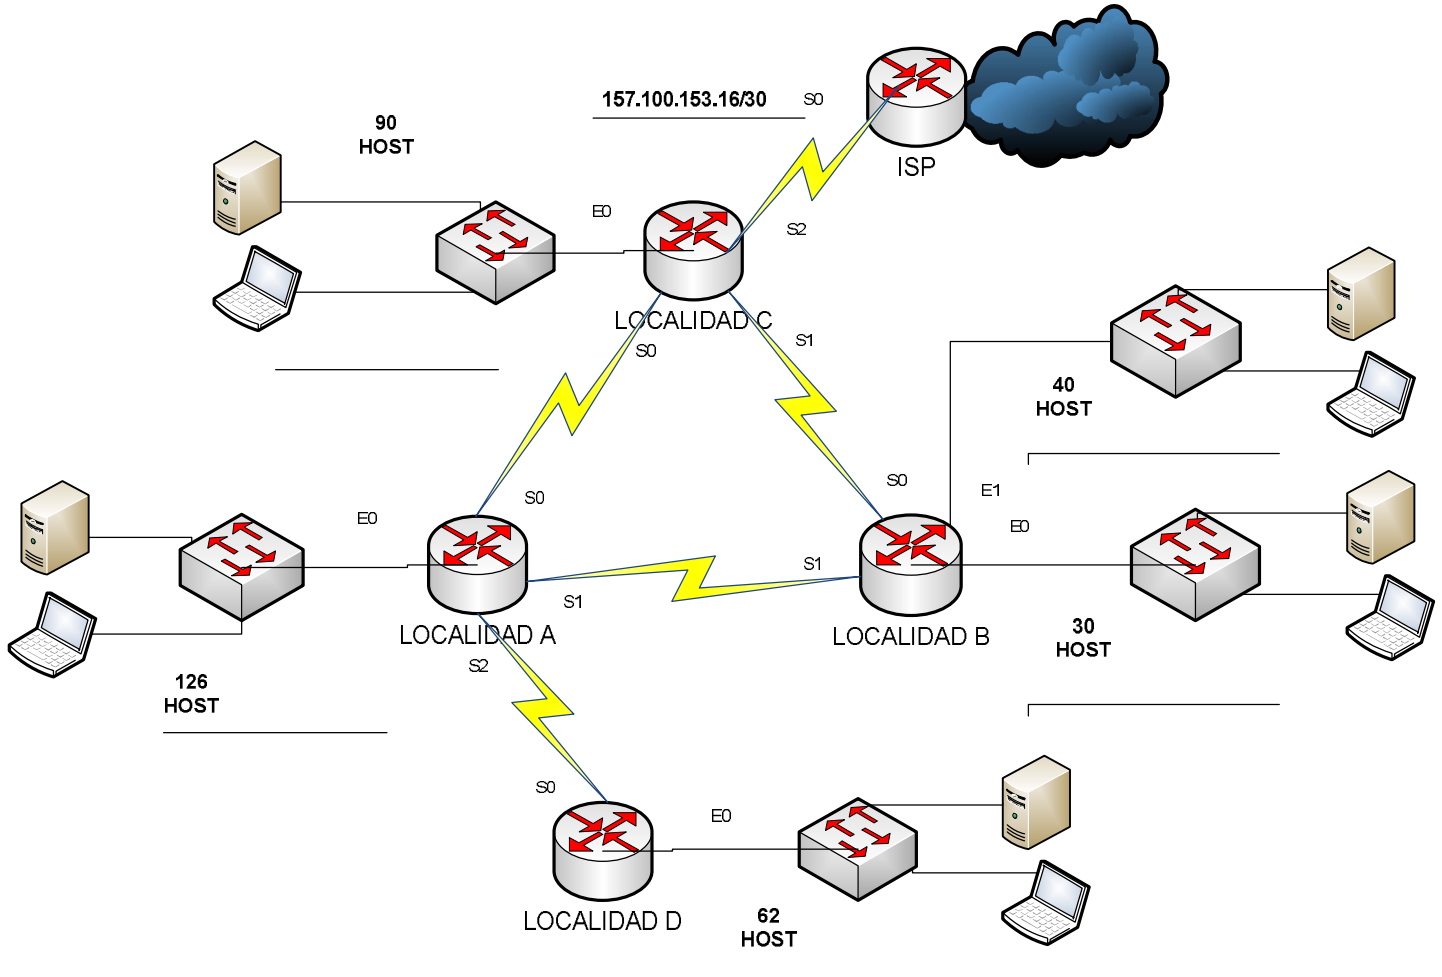 157.100.153.16/30
S0
ISP
90
HOST
E0
S2
LOCALIDAD C
S0
S1
40
HOST
S0
E1
E0
S0
E0
S1
S1
LOCALIDAD A
LOCALIDAD B
30
HOST
S2
126
HOST
S0
E0
LOCALIDAD D
62
HOST